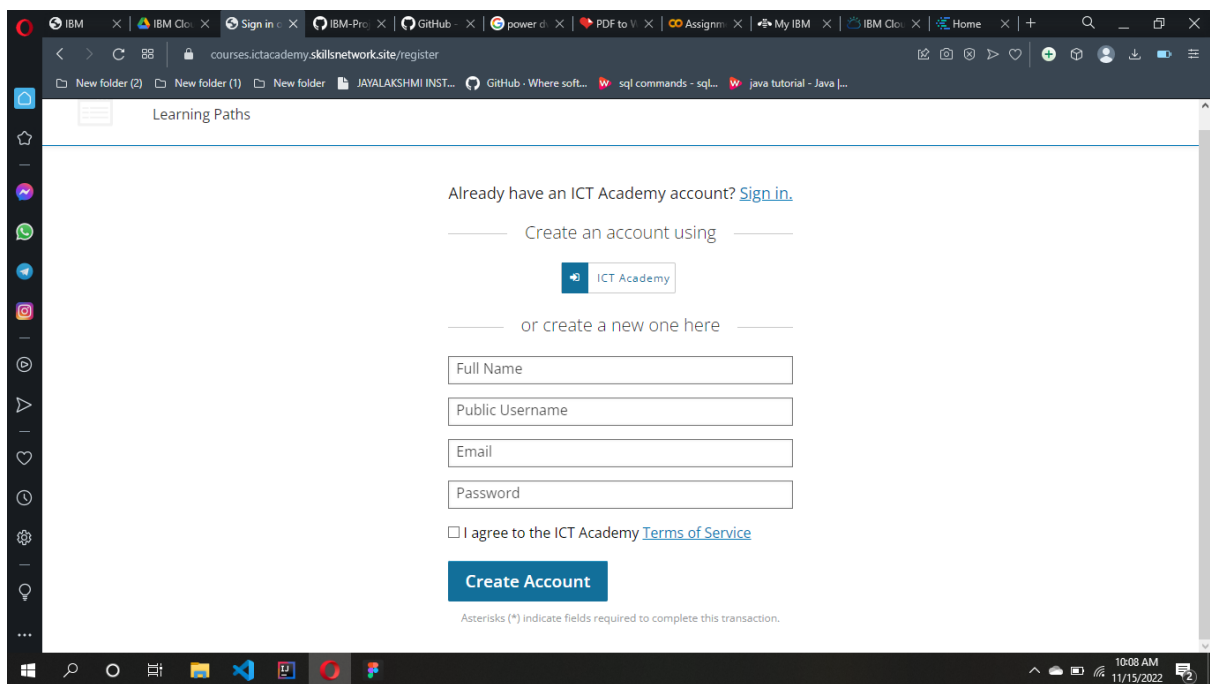 IBM
IBM Clou
Sign in c
IBM-Proj
GitHub -
power d
PDF to W
Assignm
My IBM
IBM Clou
Home
courses.ictacademy.skillsnetwork.site/register
New folder (2)
New folder (1)
New folder
JAYALAKSHMI INST...
GitHub · Where soft...
sql commands - sql...
java tutorial - Java |...
Learning Paths
Already have an ICT Academy account? Sign in.
Create an account using
ICT Academy
or create a new one here
Full Name
Public Username
Email
Password
I agree to the ICT Academy Terms of Service
Create Account
Asterisks (*) indicate fields required to complete this transaction.
10:08 AM
11/15/2022
2